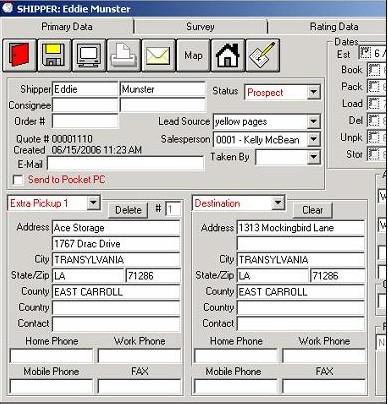 SHIPPER: Eddie Munster
Primary Data Survey Rating Data
Map
Dates
Est 6 /
Book
Pack
Load
Del
Unpk
Stor
Shipper Eddie Munster Status Prospect
Consignee
Order # Lead Source yellow pages
Quote # 00001110 Salesperson 0001 - Kelly McBean
Created 06/15/2006 11:23 AM Taken By
E-Mail
Send to Pocket PC
Extra Pickup 1 Delete # 1 Destination Clear
Address Ace Storage Address 1313 Mockingbird Lane
1767 Drac Drive
City TRANSYLVANIA City TRANSYLVANIA
State/Zip LA 71286 State/Zip LA 71286
County EAST CARROLL County EAST CARROLL
Country Country
Contact Contact
Home Phone Work Phone Home Phone Work Phone
Mobile Phone FAX Mobile Phone FAX